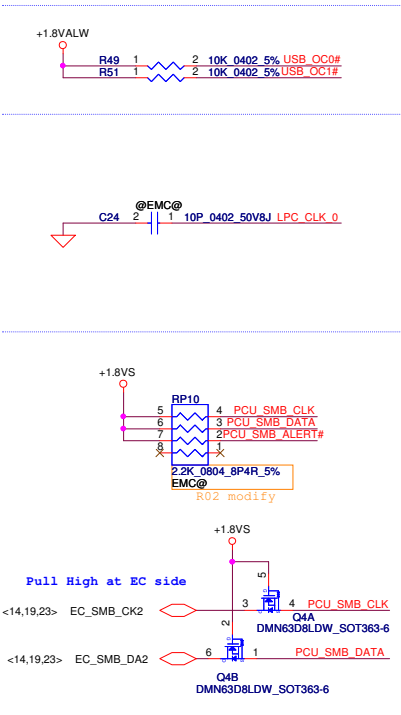 +1.8VALW
R49 1 2 10K_0402_5% USB_OC0#
R51 1 2 10K_0402_5% USB_OC1#
@EMC@
C24 2 1 10P_0402_50V8J LPC_CLK_0
+1.8VS
RP10
5 4 PCU_SMB_CLK
6 3 PCU_SMB_DATA
7 2 PCU_SMB_ALERT#
8 1
2.2K_0804_8P4R_5%
EMC@
R02 modify
+1.8VS
Pull High at EC side
5
<14,19,23> EC_SMB_CK2 3 4 PCU_SMB_CLK
Q4A
DMN63D8LDW_SOT363-6
2
<14,19,23> EC_SMB_DA2 6 1 PCU_SMB_DATA
Q4B
DMN63D8LDW_SOT363-6